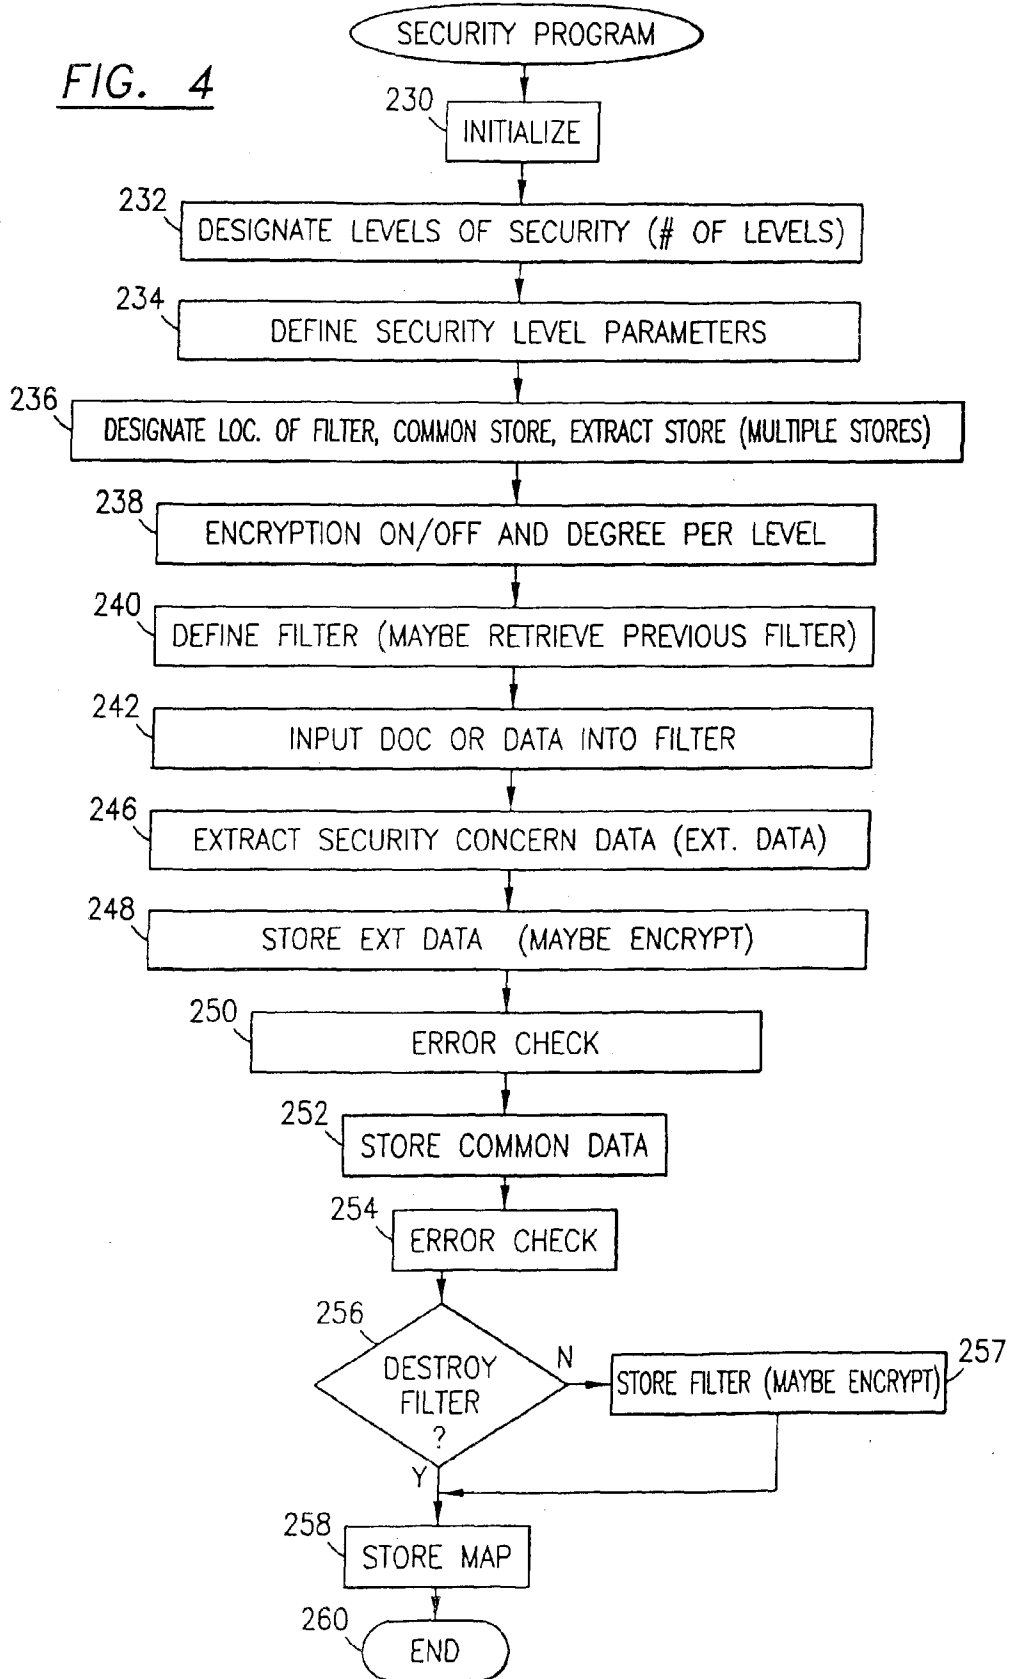 SECURITY PROGRAM
FIG. 4
230
INITIALIZE
232
DESIGNATE LEVELS OF SECURITY (# OF LEVELS)
234
DEFINE SECURITY LEVEL PARAMETERS
236
DESIGNATE LOC. OF FILTER, COMMON STORE, EXTRACT STORE (MULTIPLE STORES)
238
ENCRYPTION ON/OFF AND DEGREE PER LEVEL
240
DEFINE FILTER (MAYBE RETRIEVE PREVIOUS FILTER)
242
INPUT DOC OR DATA INTO FILTER
246
EXTRACT SECURITY CONCERN DATA (EXT. DATA)
248
STORE EXT DATA (MAYBE ENCRYPT)
250
ERROR CHECK
252
STORE COMMON DATA
254
ERROR CHECK
256
DESTROY
FILTER
?
N
257
STORE FILTER (MAYBE ENCRYPT)
Y
258
STORE MAP
260
END